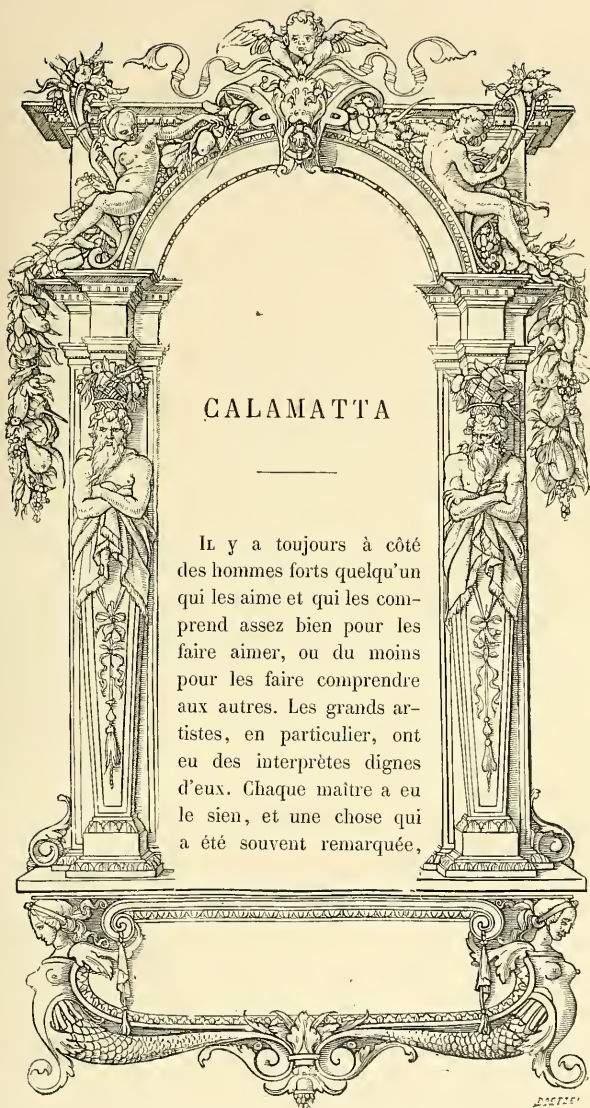 CALAMATTA
IL y a toujours à côté
des hommes forts quelqu'un
qui les aime et qui les com-
prend assez bien pour les
faire aimer, ou du moins
pour les faire comprendre
aux autres. Les grands ar-
tistes, en particulier, ont
eu des interprètes dignes
d'eux. Chaque maître a eu
le sien, et une chose qui
a été souvent remarquée,